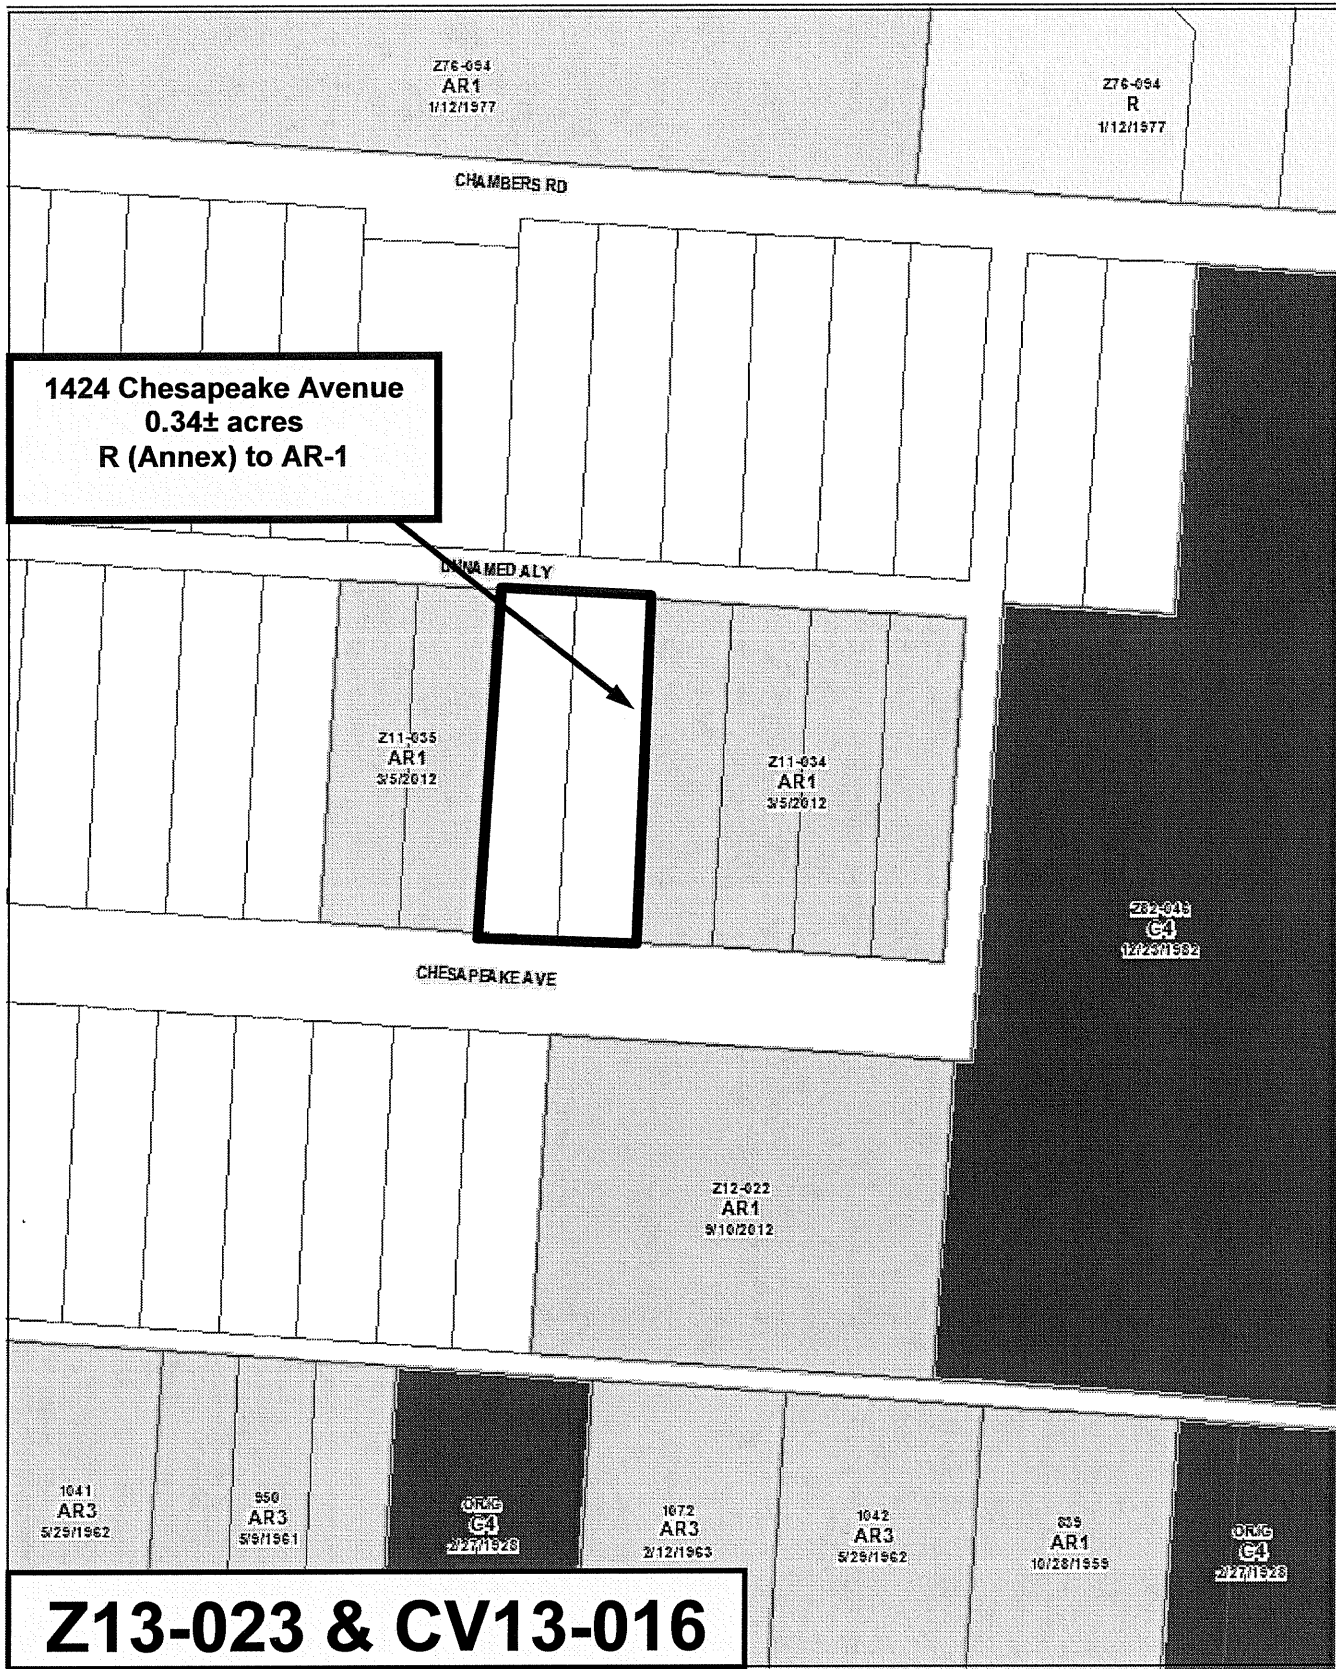 Z76-094
AR1
1/12/1977
Z76-094
R
1/12/1977
CHAMBERS RD
1424 Chesapeake Avenue
0.34± acres
R (Annex) to AR-1
UNNAMED ALY
Z11-035
AR1
3/5/2012
Z11-034
AR1
3/5/2012
G4
12/23/1982
CHESAPEAKE AVE
Z12-022
AR1
9/10/2012
1041
AR3
5/29/1962
950
AR3
5/9/1961
ORIG
G4
2/27/1928
1072
AR3
2/12/1963
1042
AR3
5/29/1962
839
AR1
10/28/1959
ORIG
G4
2/27/1928
Z13-023 & CV13-016